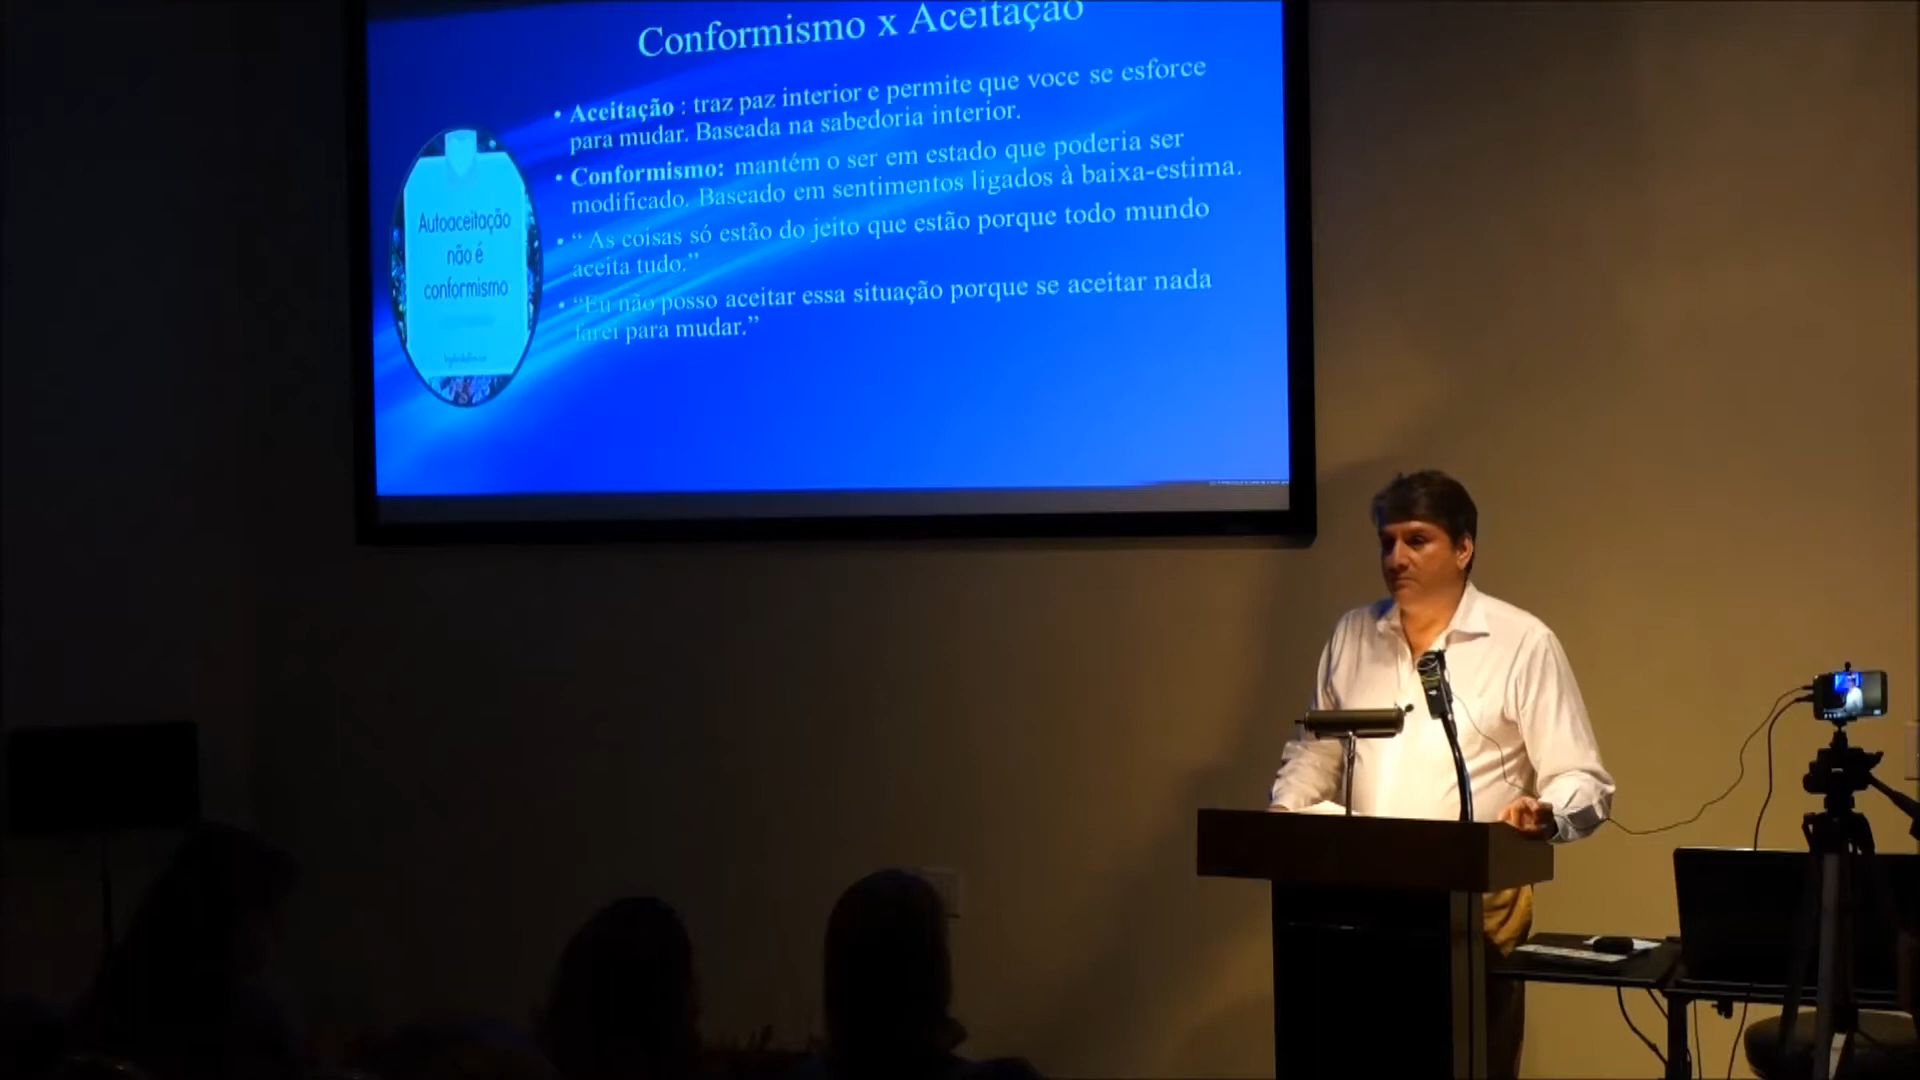 Conformismo x Aceitação
• Aceitação : traz paz interior e permite que voce se esforce
para mudar. Baseada na sabedoria interior.
• Conformismo: mantém o ser em estado que poderia ser
modificado. Baseado em sentimentos ligados à baixa-estima.
• “ As coisas só estão do jeito que estão porque todo mundo
aceita tudo.”
• “Eu não posso aceitar essa situação porque se aceitar nada
farei para mudar.”
Autoaceitação
não é
conformismo